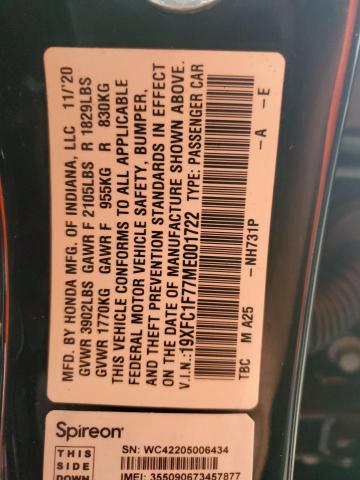 MFD. BY HONDA MFG. OF INDIANA, LLC 11/'20
GVWR 3902LBS GAWR F 2105LBS R 1829LBS
GVWR 1770KG GAWR F 955KG R 830KG
THIS VEHICLE CONFORMS TO ALL APPLICABLE
FEDERAL MOTOR VEHICLE SAFETY, BUMPER,
AND THEFT PREVENTION STANDARDS IN EFFECT
ON THE DATE OF MANUFACTURE SHOWN ABOVE.
V.I.N.:19XFC1F77ME001722 TYPE: PASSENGER CAR
TBC M A25 -NH731P -A -E
Spireon
SN: WC42205006434
THIS
SIDE
DOWN
IMEI: 355090673457877